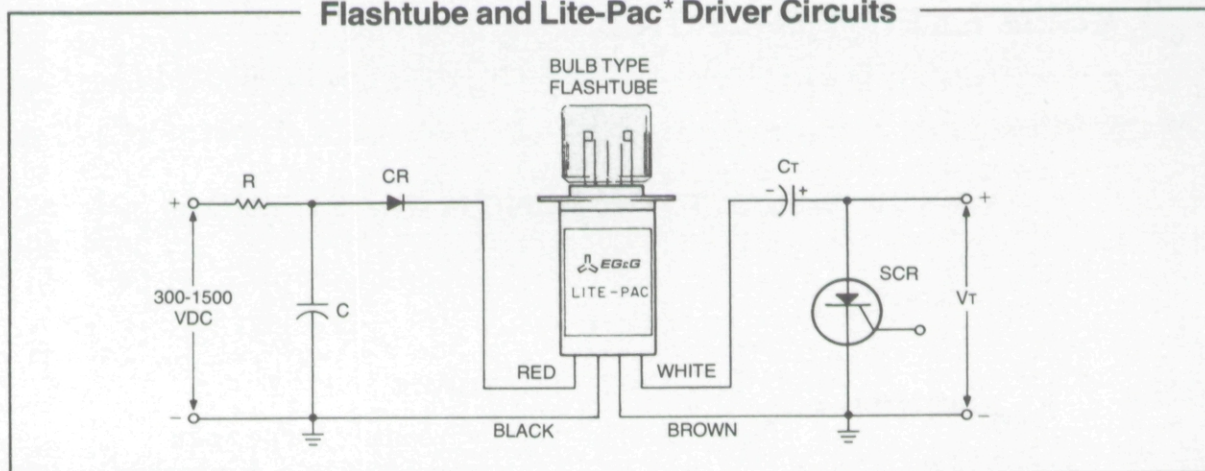 Flashtube and Lite-Pac* Driver Circuits
BULB TYPE
FLASHTUBE
R
CR
CT
- +
+
+
EG&G
LITE-PAC
SCR
300-1500
VDC
C
VT
RED
WHITE
-
-
BLACK
BROWN